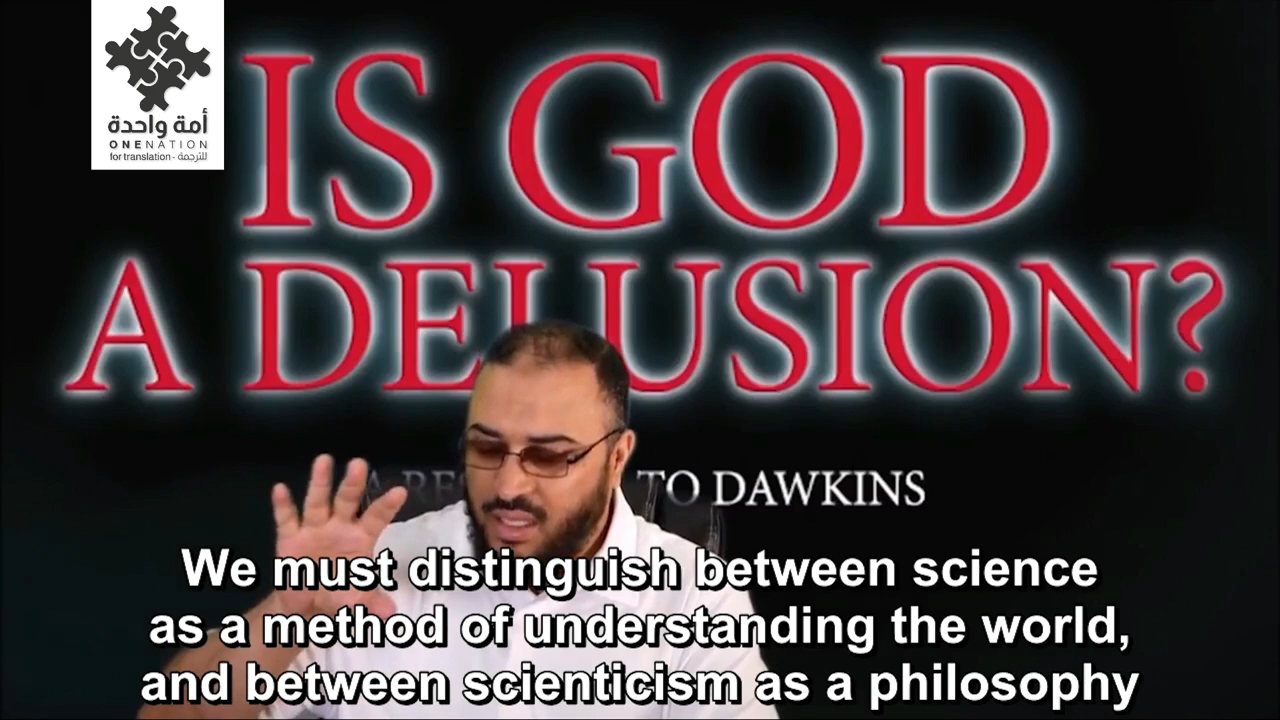 أمة واحدة
ONENATION
for translation - للترجمة
IS GOD
A DELUSION?
TO DAWKINS
We must distinguish between science
as a method of understanding the world,
and between scienticism as a philosophy